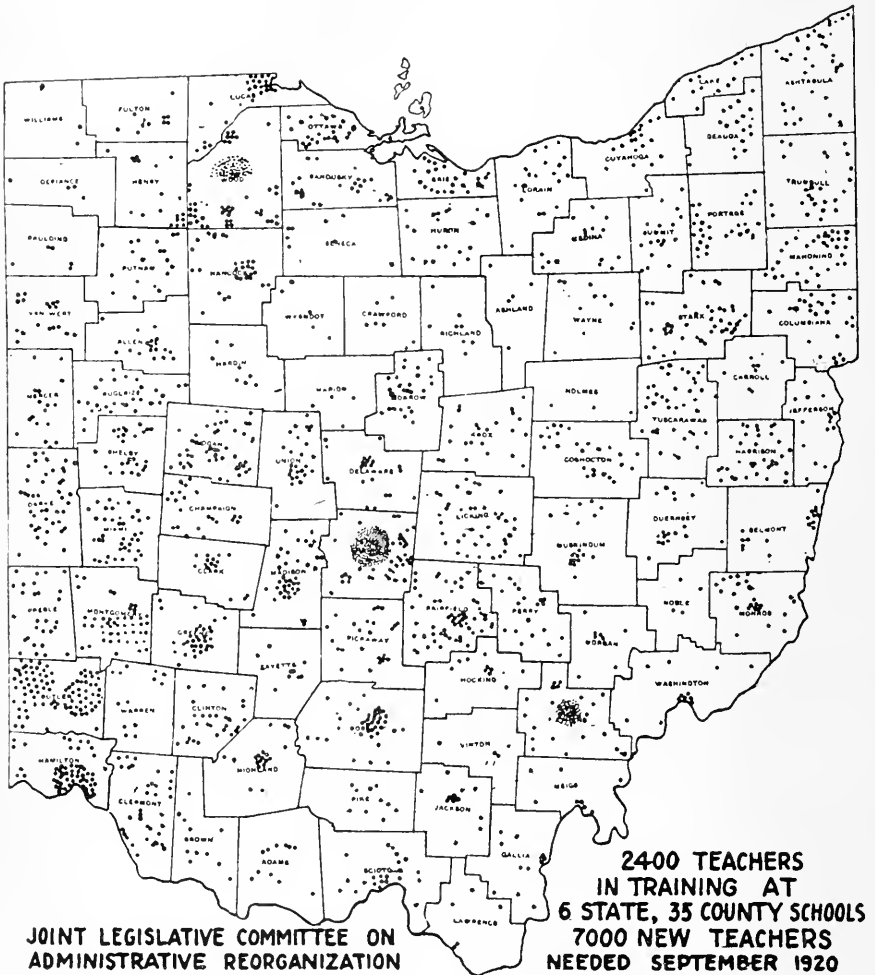 LAKE
ASHTABULA
LUCAS
WILLIAMS
FULTON
OTTAWA
GEAUGA
CUYAHOGA
DEFIANCE
HENRY
WOOD
SANDUSKY
ERIE
LORAIN
TRUMBULL
PAULDING
SENECA
HURON
MEDINA
SUMMIT
PORTAGE
MAHONING
PUTNAM
HANCOCK
VAN WERT
WYANDOT
CRAWFORD
ASHLAND
WAYNE
STARK
COLUMBIANA
ALLEN
RICHLAND
HARDIN
MARION
MORROW
HOLMES
CARROLL
MERCER
AUGLAIZE
TUSCARAWAS
JEFFERSON
SHELBY
LOGAN
UNION
DELAWARE
KNOX
COSHOCTON
HARRISON
DARKE
MIAMI
CHAMPAIGN
LICKING
MUSKINGUM
GUERNSEY
BELMONT
CLARK
MADISON
PREBLE
MONTGOMERY
GREENE
PICKAWAY
FAIRFIELD
PERRY
NOBLE
MONROE
FAYETTE
MORGAN
BUTLER
WARREN
CLINTON
HOCKING
WASHINGTON
ROSS
VINTON
HAMILTON
HIGHLAND
MEIGS
CLERMONT
PIKE
JACKSON
BROWN
ADAMS
SCIOTO
GALLIA
LAWRENCE
2400 TEACHERS
IN TRAINING AT
6 STATE, 35 COUNTY SCHOOLS
7000 NEW TEACHERS
NEEDED SEPTEMBER 1920
JOINT LEGISLATIVE COMMITTEE ON
ADMINISTRATIVE REORGANIZATION